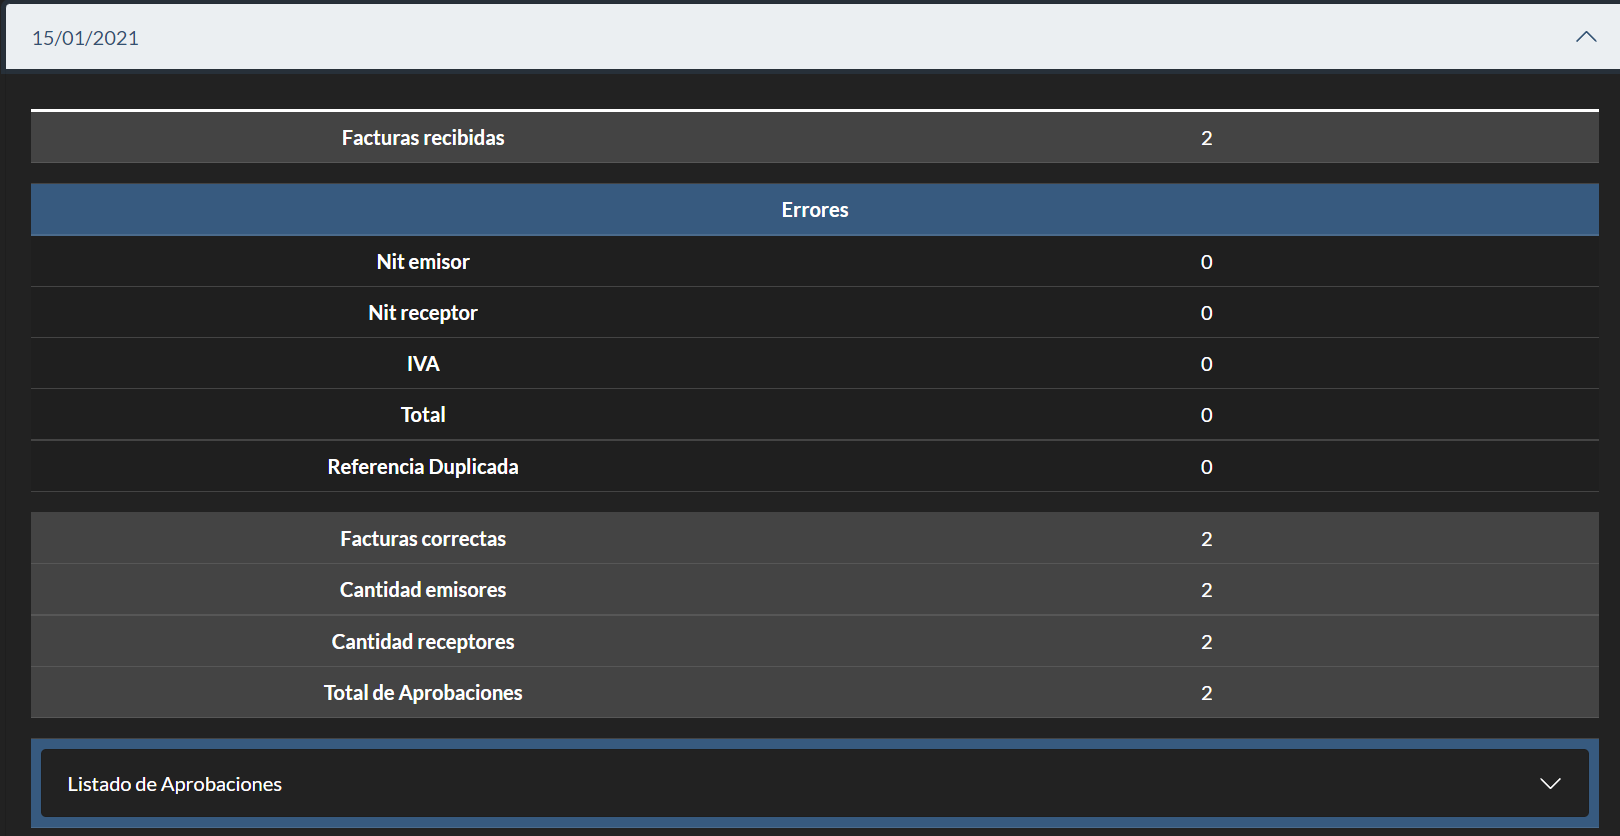 15/01/2021
Facturas recibidas 2
Errores
Nit emisor 0
Nit receptor 0
IVA 0
Total 0
Referencia Duplicada 0
Facturas correctas 2
Cantidad emisores 2
Cantidad receptores 2
Total de Aprobaciones 2
Listado de Aprobaciones